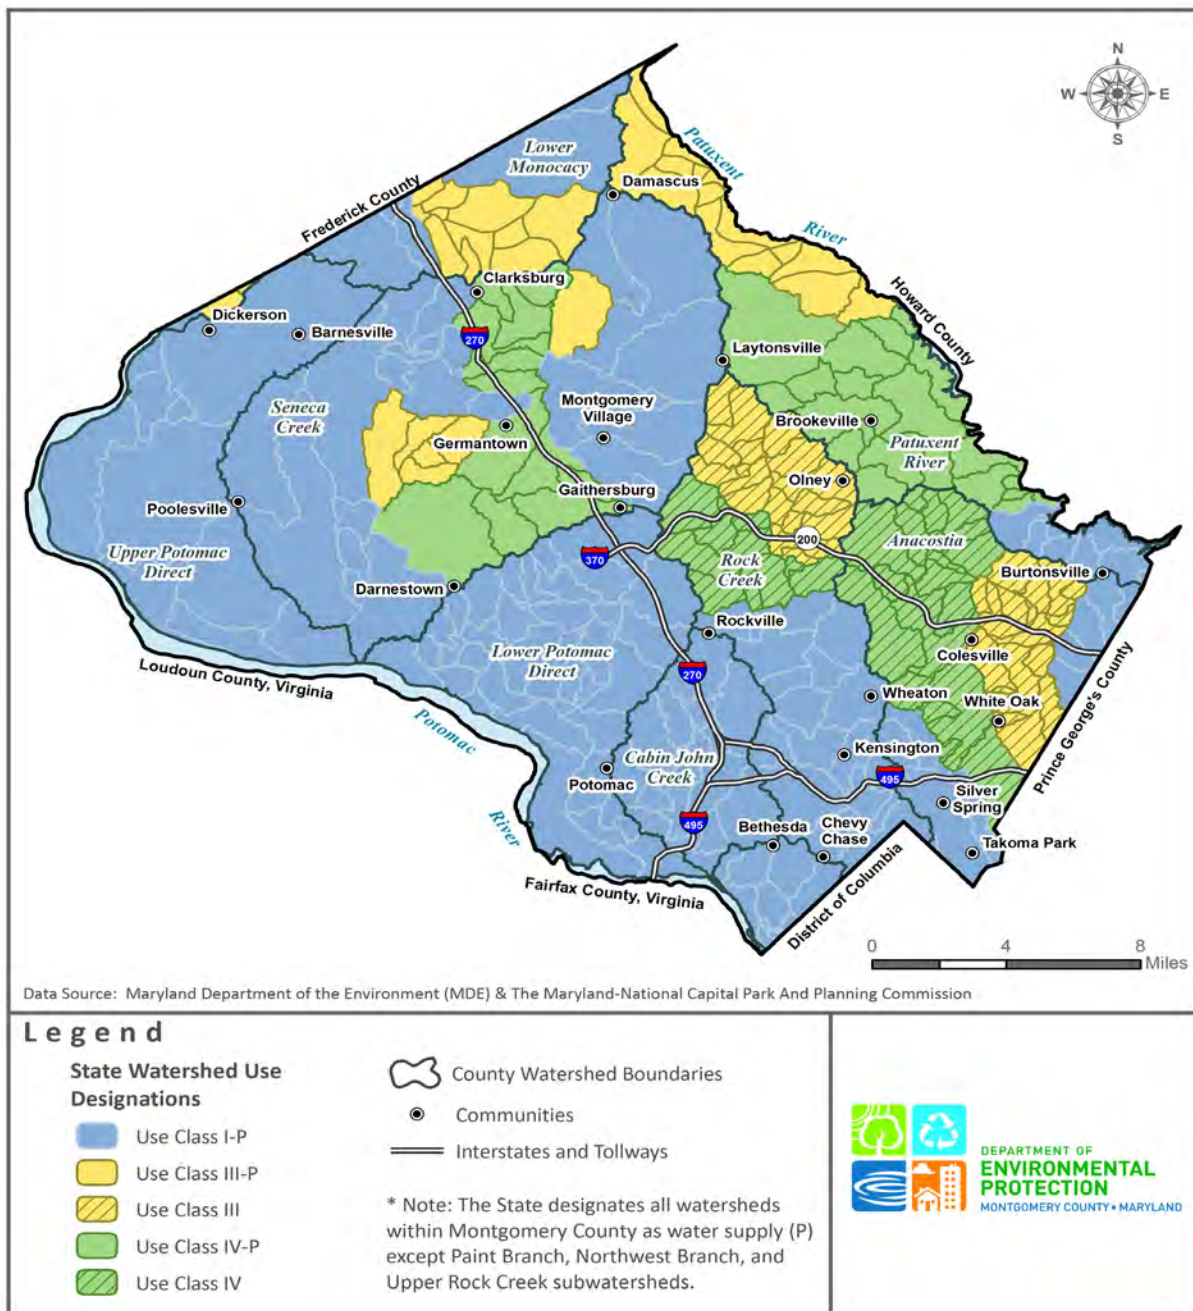 N
W
E
S
Patuxent
River
Lower
Monocacy
Damascus
Frederick County
Howard County
Clarksburg
Dickerson
Barnesville
270
Laytonsville
Seneca
Creek
Montgomery
Village
Germantown
Brookeville
Patuxent
River
Olney
Gaithersburg
Poolesville
200
Anacostia
Upper Potomac
Direct
370
Rock
Creek
Burtonsville
Darnestown
Rockville
Colesville
Lower Potomac
Direct
270
Loudoun County, Virginia
Wheaton
White Oak
Prince George's County
Potomac
River
Kensington
Cabin John
Creek
Potomac
495
Silver
Spring
495
Bethesda
Chevy
Chase
Takoma Park
Fairfax County, Virginia
District of Columbia
0 4 8
Miles
Data Source: Maryland Department of the Environment (MDE) & The Maryland-National Capital Park And Planning Commission
Legend
State Watershed Use
Designations
Use Class I-P
Use Class III-P
Use Class III
Use Class IV-P
Use Class IV
County Watershed Boundaries
Communities
Interstates and Tollways
* Note: The State designates all watersheds
within Montgomery County as water supply (P)
except Paint Branch, Northwest Branch, and
Upper Rock Creek subwatersheds.
DEPARTMENT OF
ENVIRONMENTAL
PROTECTION
MONTGOMERY COUNTY • MARYLAND